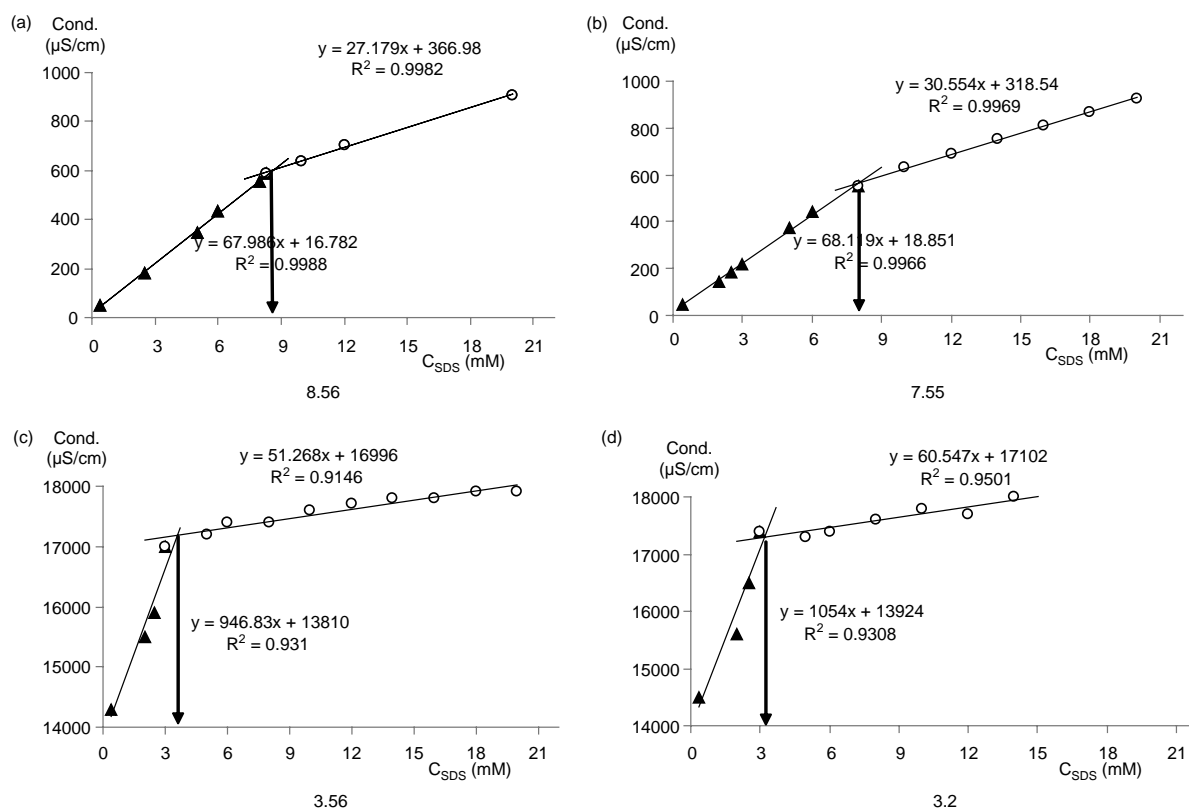 (a)
Cond.
(µS/cm)
y = 27.179x + 366.98
R² = 0.9982
1000
800
600
400
200
0
y = 67.986x + 16.782
R² = 0.9988
0 3 6 9 12 15 18 21
C_SDS (mM)
8.56
(b)
Cond.
(µS/cm)
y = 30.554x + 318.54
R² = 0.9969
1000
800
600
400
200
0
y = 68.119x + 18.851
R² = 0.9966
0 3 6 9 12 15 18 21
C_SDS (mM)
7.55
(c)
Cond.
(µS/cm)
y = 51.268x + 16996
R² = 0.9146
18000
17000
16000
15000
14000
y = 946.83x + 13810
R² = 0.931
0 3 6 9 12 15 18 21
C_SDS (mM)
3.56
(d)
Cond.
(µS/cm)
y = 60.547x + 17102
R² = 0.9501
18000
17000
16000
15000
14000
y = 1054x + 13924
R² = 0.9308
0 3 6 9 12 15 18 21
C_SDS (mM)
3.2